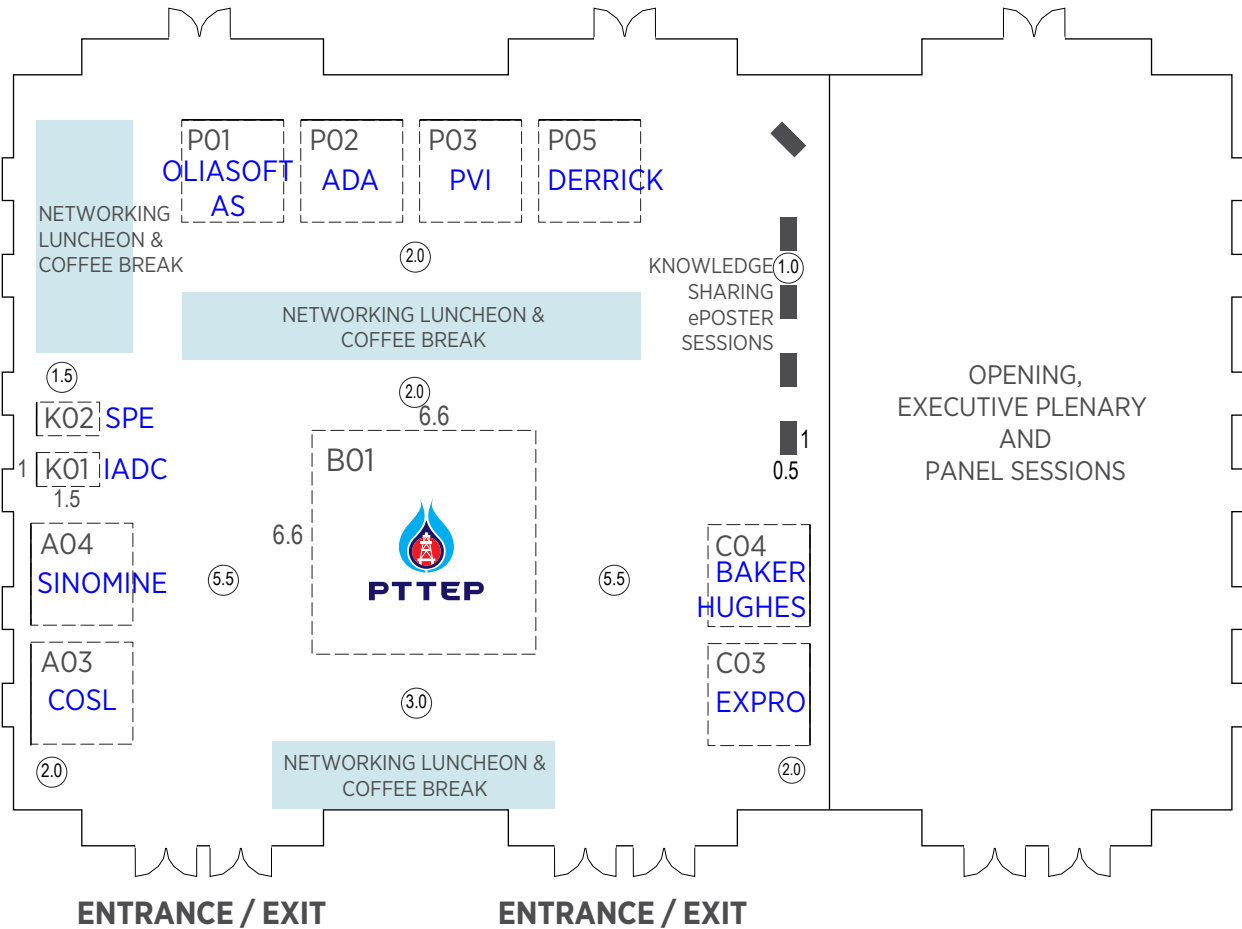 P01
OLIASOFT
AS
P02
ADA
P03
PVI
P05
DERRICK
NETWORKING
LUNCHEON &
COFFEE BREAK
2.0
KNOWLEDGE
SHARING
ePOSTER
SESSIONS
1.0
NETWORKING LUNCHEON &
COFFEE BREAK
1.5
2.0
6.6
K02 SPE
1
K01 IADC
1.5
B01
6.6
PTTEP
1
0.5
OPENING,
EXECUTIVE PLENARY
AND
PANEL SESSIONS
A04
SINOMINE
5.5
5.5
C04
BAKER
HUGHES
A03
COSL
3.0
C03
EXPRO
2.0
NETWORKING LUNCHEON &
COFFEE BREAK
2.0
ENTRANCE / EXIT
ENTRANCE / EXIT